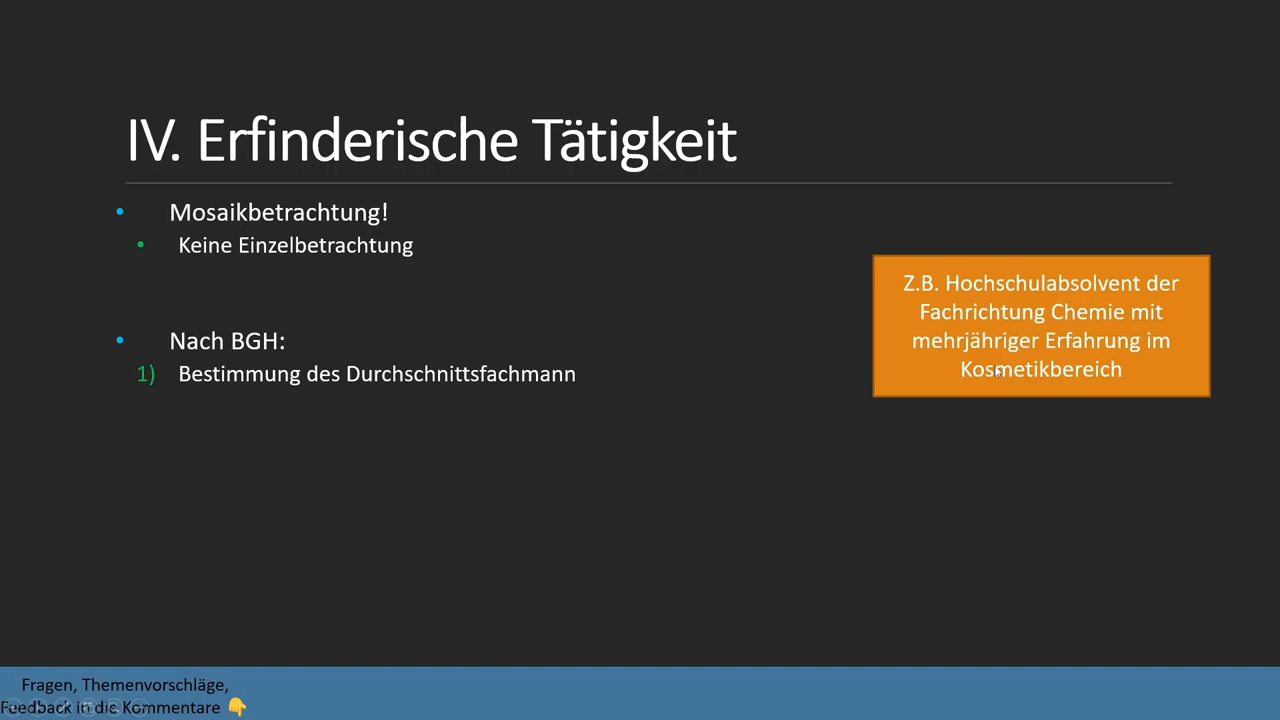 IV. Erfinderische Tätigkeit
Mosaikbetrachtung!
Keine Einzelbetrachtung
Nach BGH:
1) Bestimmung des Durchschnittsfachmann
Z.B. Hochschulabsolvent der
Fachrichtung Chemie mit
mehrjähriger Erfahrung im
Kosmetikbereich
Fragen, Themenvorschläge,
Feedback in die Kommentare 👇